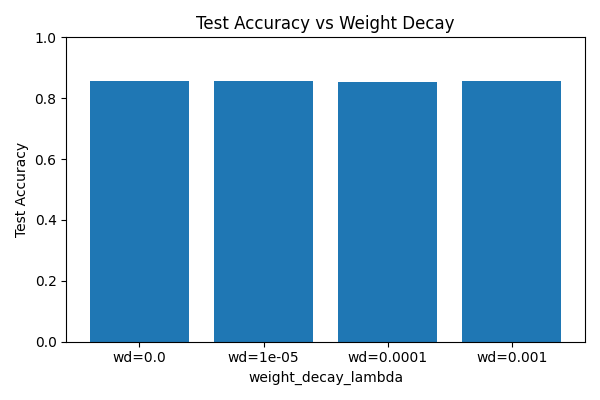 Test Accuracy vs Weight Decay
Test Accuracy
1.0
0.8
0.6
0.4
0.2
0.0
wd=0.0
wd=1e-05
wd=0.0001
wd=0.001
weight_decay_lambda